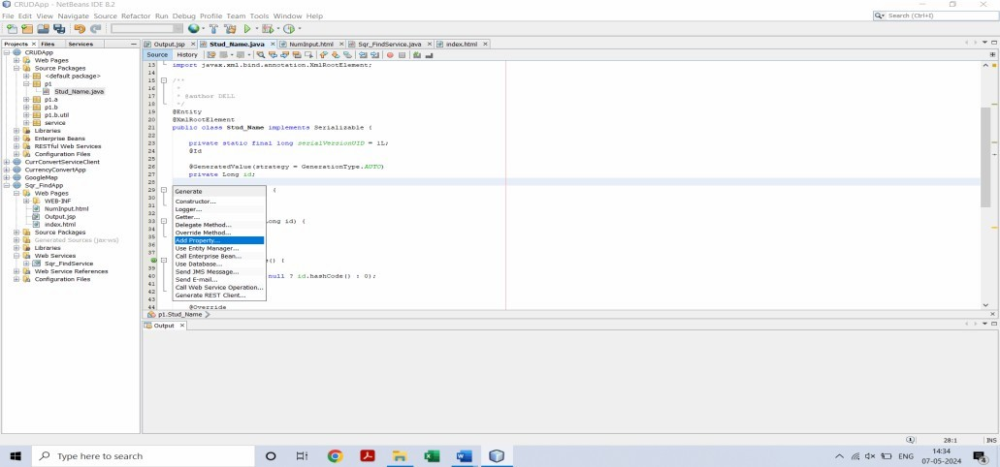 CRUDApp - NetBeans IDE 8.2
File Edit View Navigate Source Refactor Run Debug Profile Team Tools Window Help
Search (Ctrl+I)
Projects Files Services
Output.jsp Stud_Name.java NumInput.html Sqr_FindService.java index.html
Source History
CRUDApp
Web Pages
Source Packages
<default package>
p1
Stud_Name.java
p1.a
p1.b
p1.b.util
service
Libraries
Enterprise Beans
RESTful Web Services
Configuration Files
CurrConvertServiceClient
CurrencyConvertApp
GoogleMap
Sqr_FindApp
Web Pages
WEB-INF
NumInput.html
Output.jsp
index.html
Source Packages
Generated Sources (jax-ws)
Libraries
Web Services
Sqr_FindService
Web Service References
Configuration Files
13 import javax.xml.bind.annotation.XmlRootElement;
14
15 /**
16 *
17 * @author DELL
18 */
19 @Entity
20 @XmlRootElement
21 public class Stud_Name implements Serializable {
22
23 private static final long serialVersionUID = 1L;
24 @Id
25
26 @GeneratedValue(strategy = GenerationType.AUTO)
27 private Long id;
28
29 {
30
31
32
33 ong id) {
34
35
36
37
e() {
39
40 null ? id.hashCode() : 0);
41
42
43
44 @Override
Generate
Constructor...
Logger...
Getter...
Delegate Method...
Override Method...
Add Property...
Use Entity Manager...
Call Enterprise Bean...
Use Database...
Send JMS Message...
Send E-mail...
Call Web Service Operation...
Generate REST Client...
p1.Stud_Name
Output
28:1 INS
Type here to search
ENG
14:34
07-05-2024
4